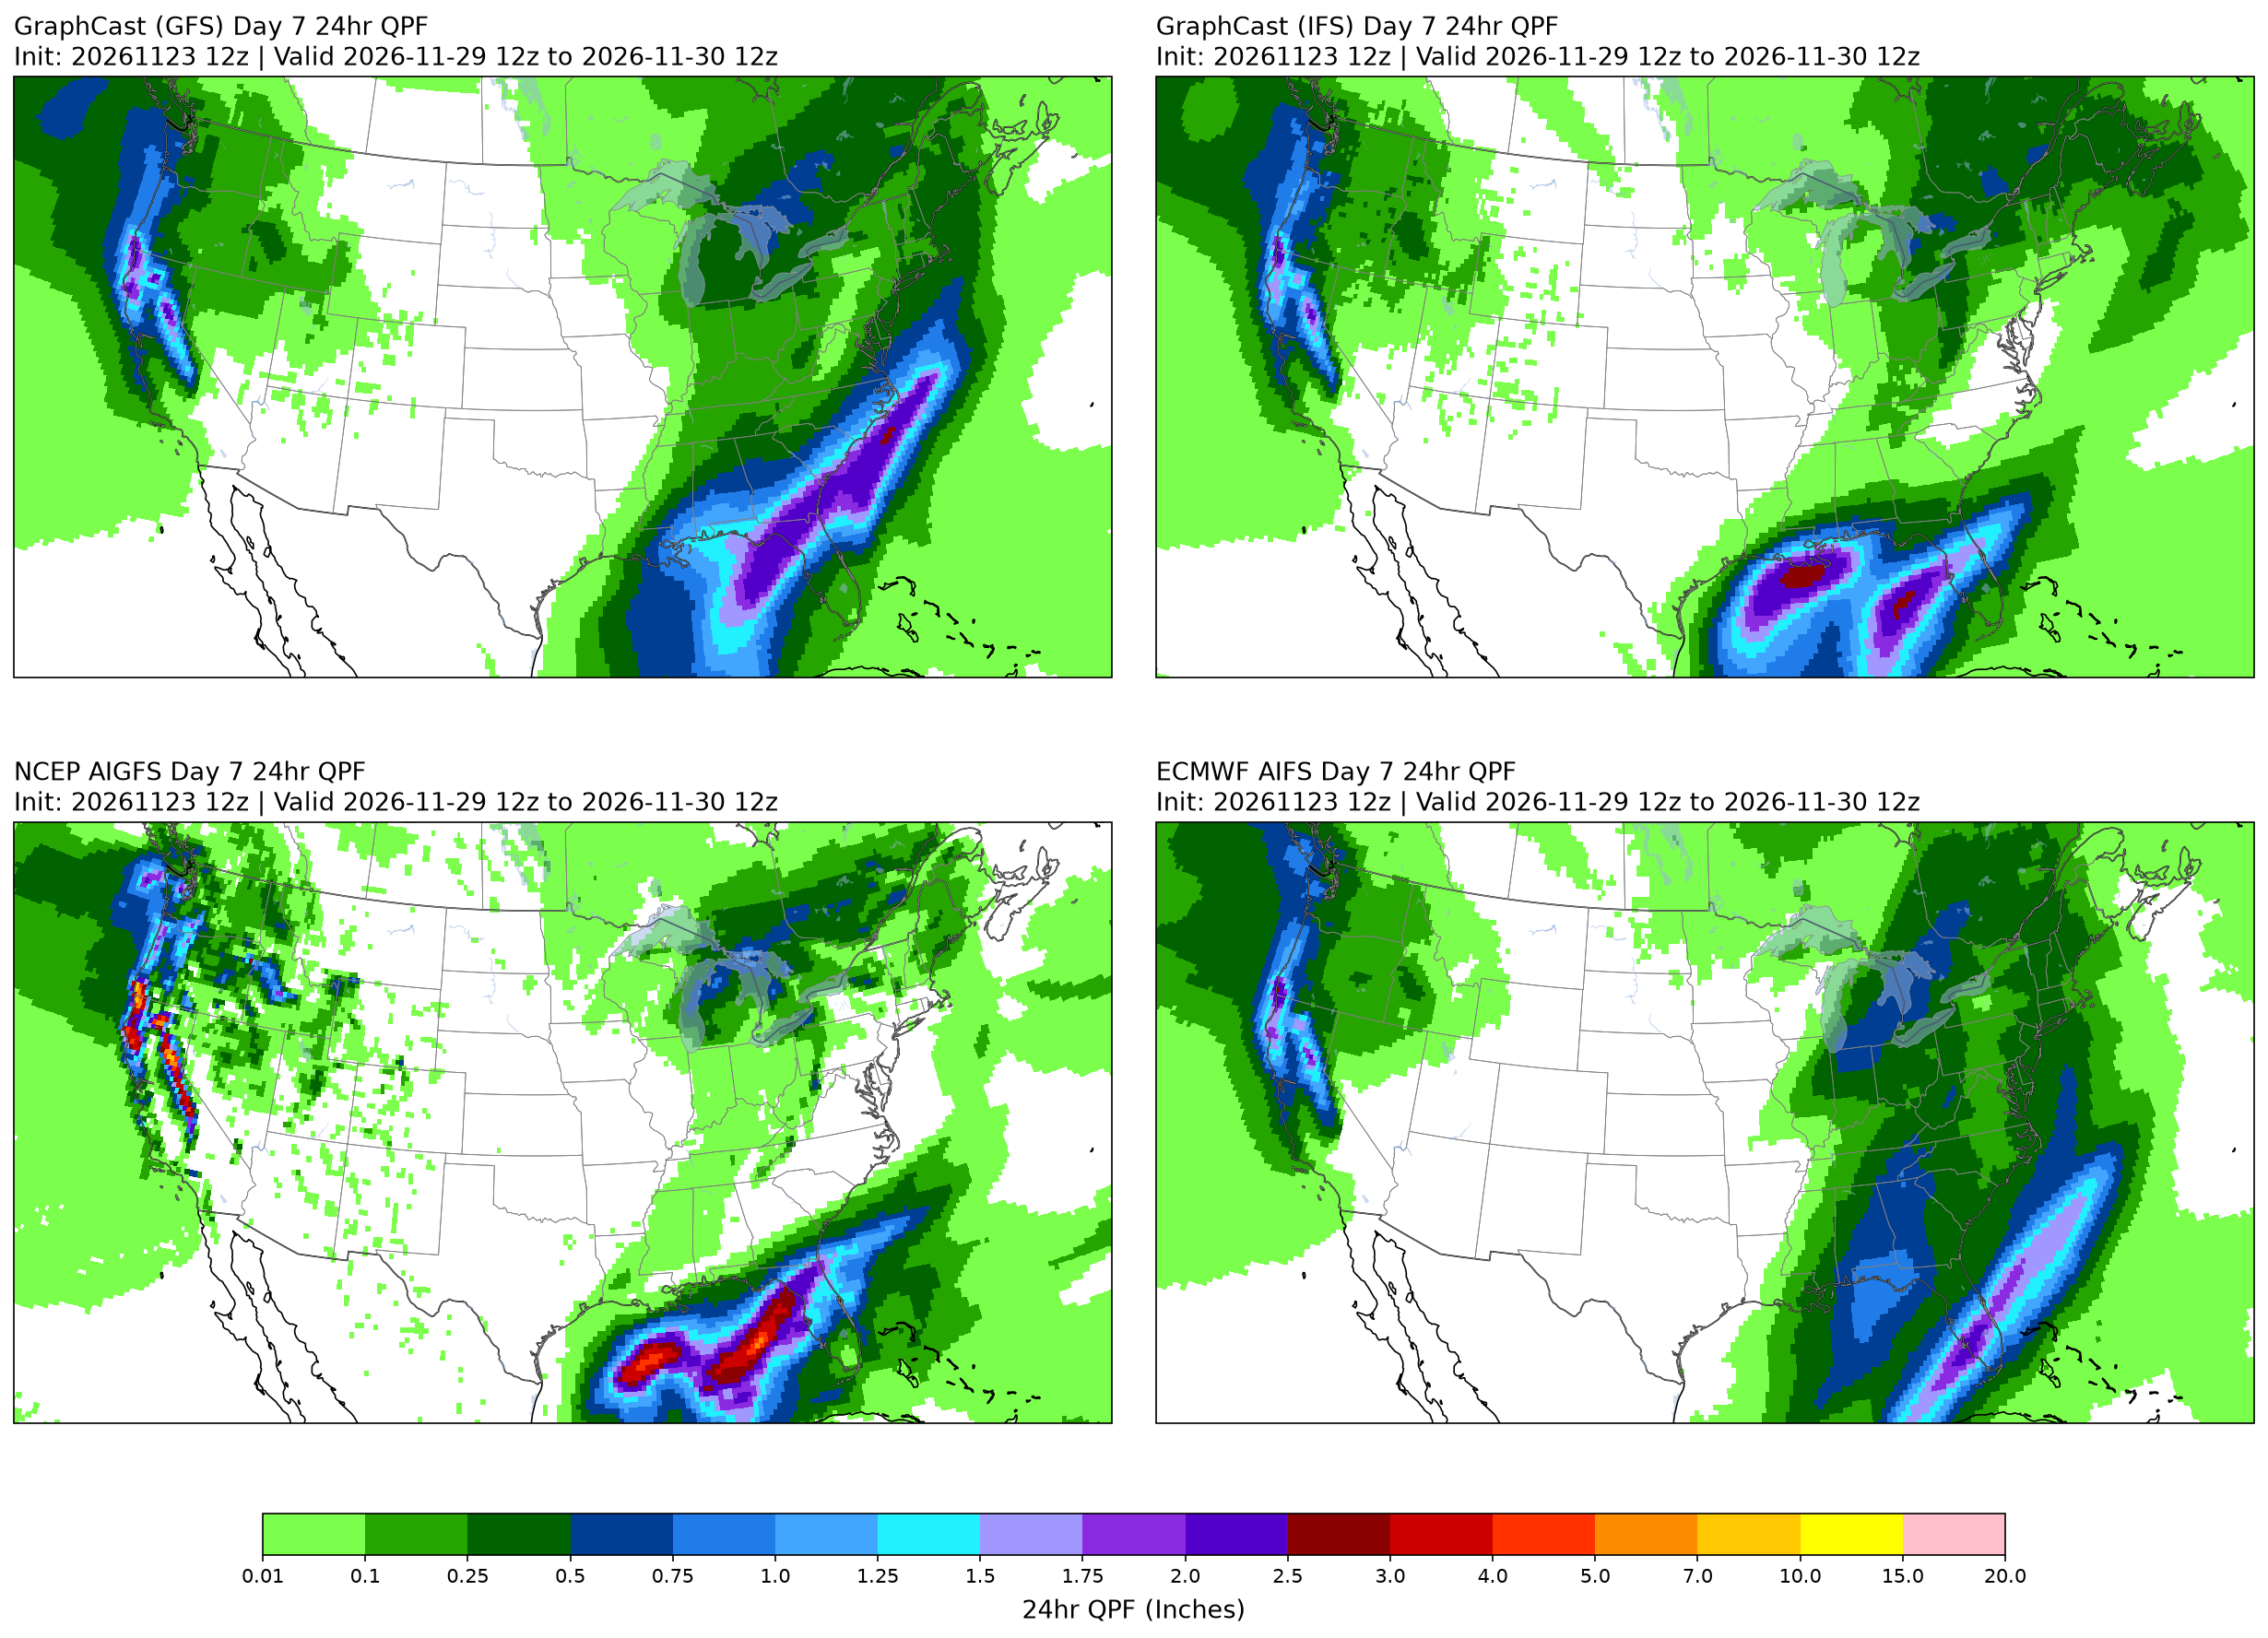 GraphCast (GFS) Day 7 24hr QPF
Init: 20261123 12z | Valid 2026-11-29 12z to 2026-11-30 12z
GraphCast (IFS) Day 7 24hr QPF
Init: 20261123 12z | Valid 2026-11-29 12z to 2026-11-30 12z
NCEP AIGFS Day 7 24hr QPF
Init: 20261123 12z | Valid 2026-11-29 12z to 2026-11-30 12z
ECMWF AIFS Day 7 24hr QPF
Init: 20261123 12z | Valid 2026-11-29 12z to 2026-11-30 12z
0.01 0.1 0.25 0.5 0.75 1.0 1.25 1.5 1.75 2.0 2.5 3.0 4.0 5.0 7.0 10.0 15.0 20.0
24hr QPF (Inches)